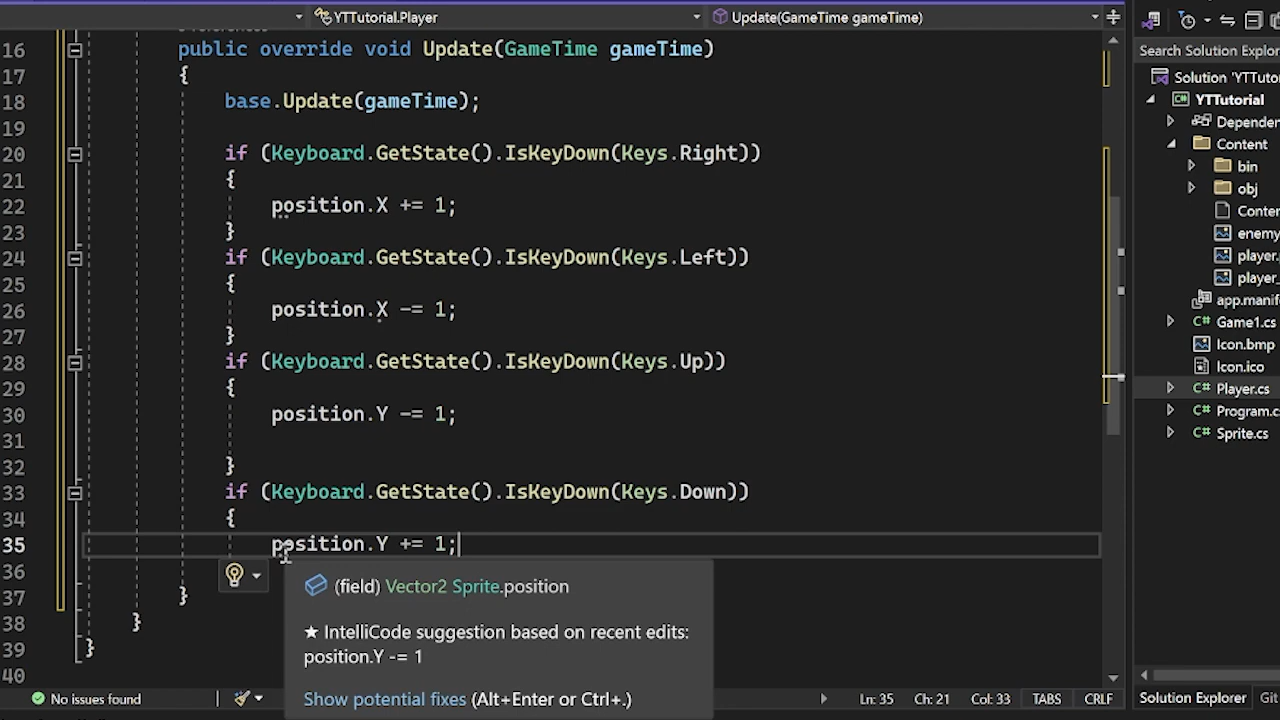 YTTutorial.Player
Update(GameTime gameTime)
Search Solution Explor
16 public override void Update(GameTime gameTime)
17 {
18 base.Update(gameTime);
19
20 if (Keyboard.GetState().IsKeyDown(Keys.Right))
21 {
22 position.X += 1;
23 }
24 if (Keyboard.GetState().IsKeyDown(Keys.Left))
25 {
26 position.X -= 1;
27 }
28 if (Keyboard.GetState().IsKeyDown(Keys.Up))
29 {
30 position.Y -= 1;
31
32 }
33 if (Keyboard.GetState().IsKeyDown(Keys.Down))
34 {
35 position.Y += 1;
36
37 }
38 }
39 }
40
(field) Vector2 Sprite.position
★ IntelliCode suggestion based on recent edits:
position.Y -= 1
Show potential fixes (Alt+Enter or Ctrl+.)
Solution 'YTTuto
C# YTTutorial
Depender
Content
bin
obj
Conter
enemy
player.
player_
app.manif
C# Game1.cs
Icon.bmp
Icon.ico
C# Player.cs
C# Program.c
C# Sprite.cs
No issues found
Ln: 35 Ch: 21 Col: 33 TABS CRLF
Solution Explorer Git